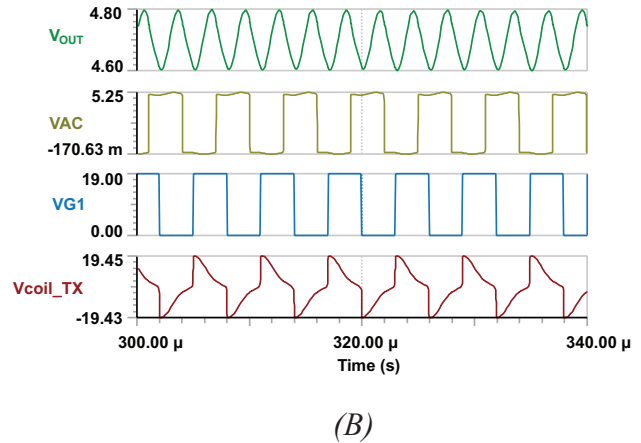 4.80
V_OUT
4.60
5.25
VAC
-170.63 m
19.00
VG1
0.00
19.45
Vcoil_TX
-19.43
300.00 µ 320.00 µ 340.00 µ
Time (s)
(B)